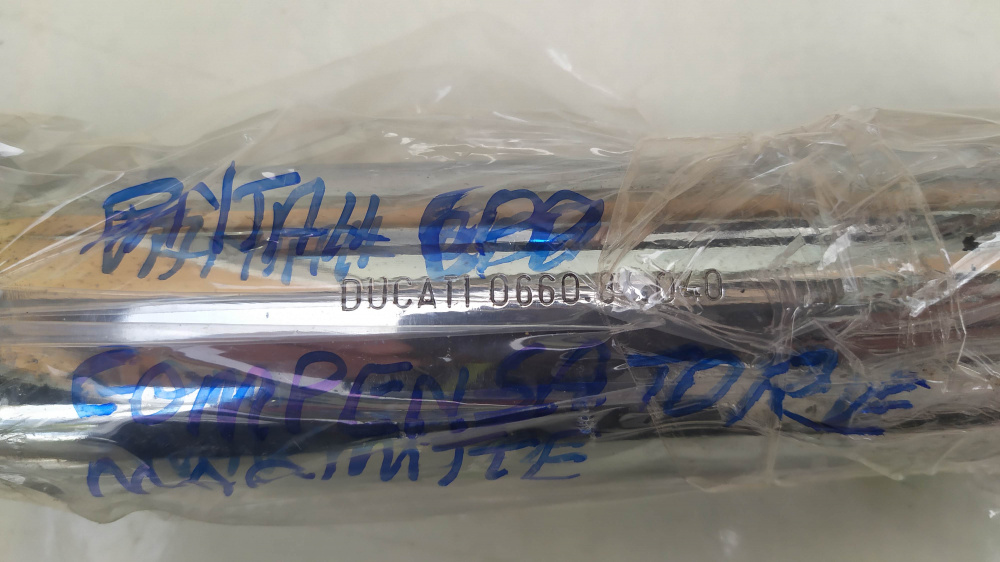 PANTAH 600
DUCATI 0660
COMPENSATORE
MARMITTE